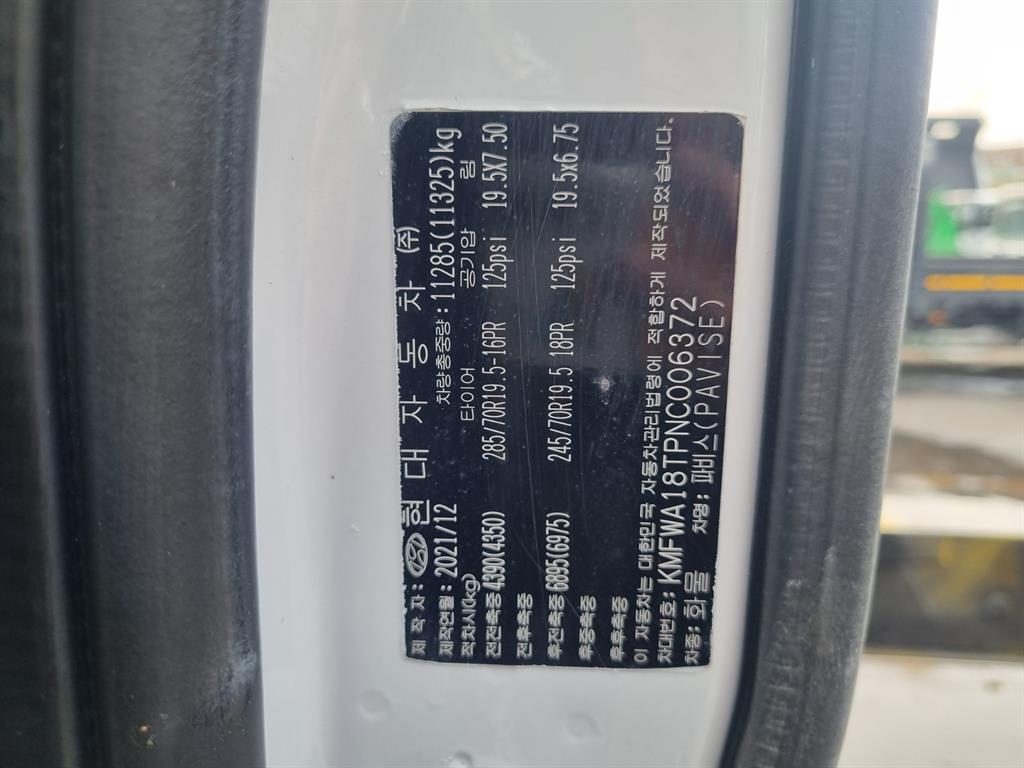 제 작 자: 현 대 자 동 차 (주)
제작연월: 2021/12 차량총중량: 11285(11325)kg
적차시(kg) 타이어 공기압 림
전전축중 4390(4350) 285/70R19.5-16PR 125psi 19.5X7.50
전후축중
후전축중 6895(6975) 245/70R19.5 18PR 125psi 19.5x6.75
후중축중
후후축중
이 자동차는 대한민국 자동차관리법령에 적합하게 제작되었습니다.
차대번호: KMFWA18TPNC006372
차종: 화물 차명: 파비스(PAVISE)